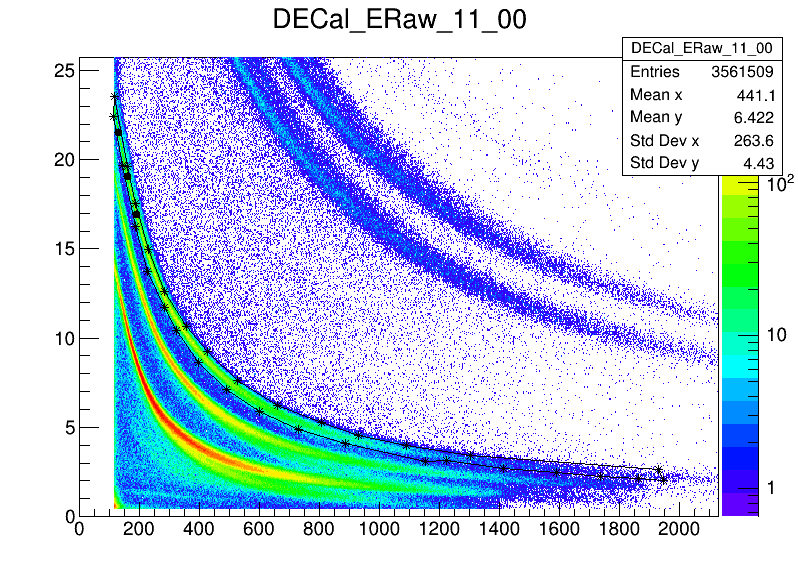 DECal_ERaw_11_00
DECal_ERaw_11_00
Entries 3561509
Mean x 441.1
Mean y 6.422
Std Dev x 263.6
Std Dev y 4.43
25
20
15
10
5
0
0 200 400 600 800 1000 1200 1400 1600 1800 2000
10²
10
1